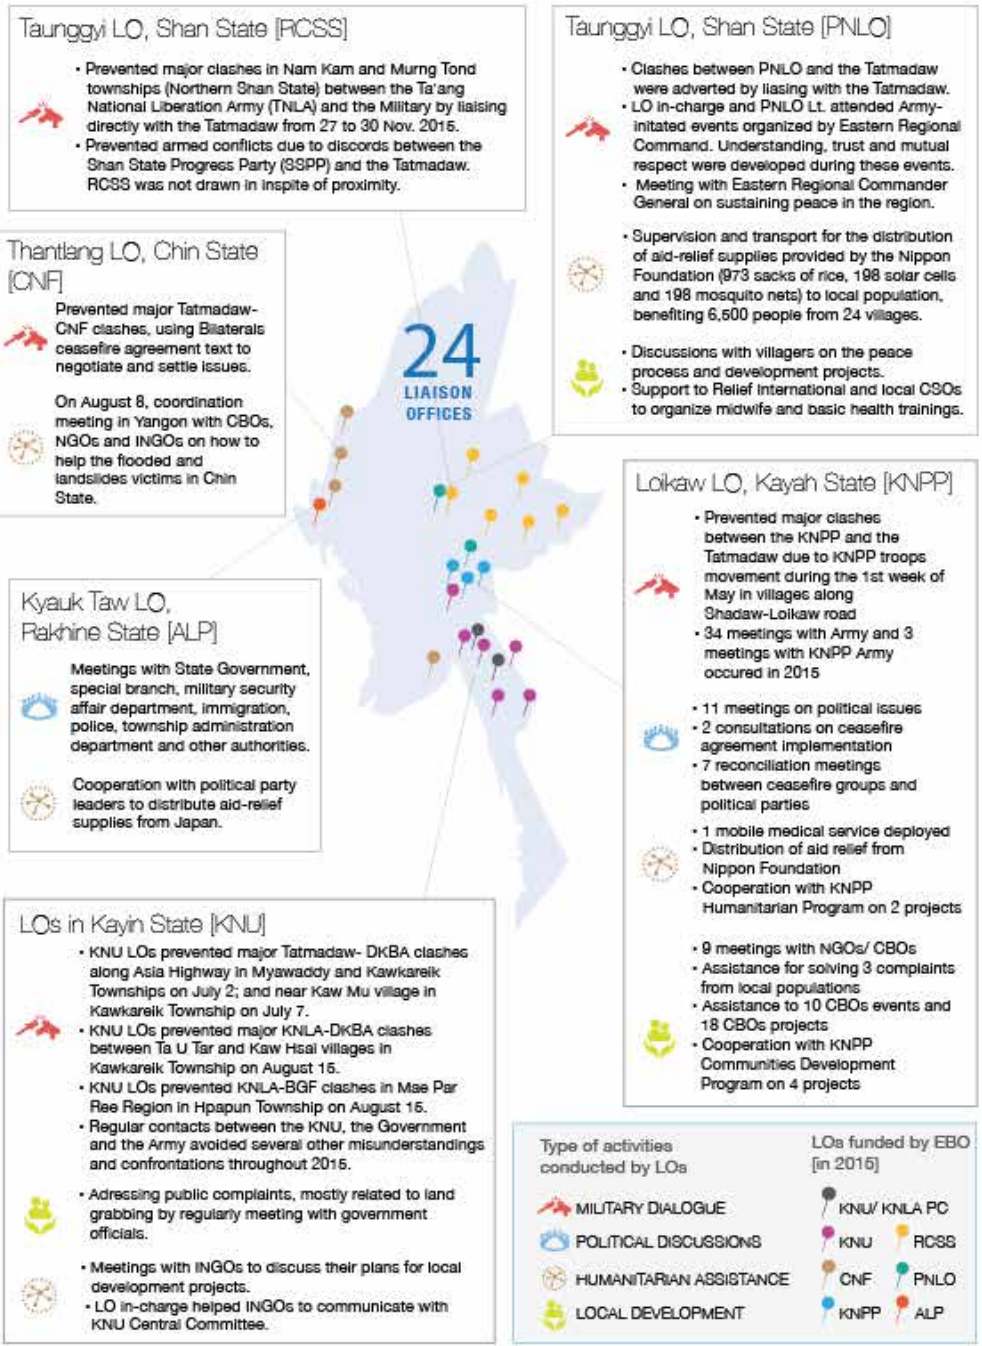 Taunggyi LO, Shan State [RCSS]
• Prevented major clashes in Nam Kam and Murng Tond
townships (Northern Shan State) between the Ta'ang
National Liberation Army (TNLA) and the Military by liaising
directly with the Tatmadaw from 27 to 30 Nov. 2015.
• Prevented armed conflicts due to discords between the
Shan State Progress Party (SSPP) and the Tatmadaw.
RCSS was not drawn in inspite of proximity.
Taunggyi LO, Shan State [PNLO]
• Clashes between PNLO and the Tatmadaw
were adverted by liasing with the Tatmadaw.
• LO in-charge and PNLO Lt. attended Army-
initated events organized by Eastern Regional
Command. Understanding, trust and mutual
respect were developed during these events.
• Meeting with Eastern Regional Commander
General on sustaining peace in the region.
• Supervision and transport for the distribution
of aid-relief supplies provided by the Nippon
Foundation (973 sacks of rice, 198 solar cells
and 198 mosquito nets) to local population,
benefiting 6,500 people from 24 villages.
• Discussions with villagers on the peace
process and development projects.
• Support to Relief International and local CSOs
to organize midwife and basic health trainings.
Thantlang LO, Chin State
[CNF]
Prevented major Tatmadaw-
CNF clashes, using Bilaterals
ceasefire agreement text to
negotiate and settle issues.
On August 8, coordination
meeting in Yangon with CBOs,
NGOs and INGOs on how to
help the flooded and
landslides victims in Chin
State.
24
LIAISON
OFFICES
Loikaw LO, Kayah State [KNPP]
• Prevented major clashes
between the KNPP and the
Tatmadaw due to KNPP troops
movement during the 1st week of
May in villages along
Shadaw-Loikaw road
• 34 meetings with Army and 3
meetings with KNPP Army
occured in 2015
• 11 meetings on political issues
• 2 consultations on ceasefire
agreement implementation
• 7 reconciliation meetings
between ceasefire groups and
political parties
• 1 mobile medical service deployed
• Distribution of aid relief from
Nippon Foundation
• Cooperation with KNPP
Humanitarian Program on 2 projects
• 9 meetings with NGOs/ CBOs
• Assistance for solving 3 complaints
from local populations
• Assistance to 10 CBOs events and
18 CBOs projects
• Cooperation with KNPP
Communities Development
Program on 4 projects
Kyauk Taw LO,
Rakhine State [ALP]
Meetings with State Government,
special branch, military security
affair department, immigration,
police, township administration
department and other authorities.
Cooperation with political party
leaders to distribute aid-relief
supplies from Japan.
LOs in Kayin State [KNU]
• KNU LOs prevented major Tatmadaw- DKBA clashes
along Asia Highway in Myawaddy and Kawkareik
Townships on July 2; and near Kaw Mu village in
Kawkareik Township on July 7.
• KNU LOs prevented major KNLA-DKBA clashes
between Ta U Tar and Kaw Hsai villages in
Kawkareik Township on August 15.
• KNU LOs prevented KNLA-BGF clashes in Mae Par
Ree Region in Hpapun Township on August 15.
• Regular contacts between the KNU, the Government
and the Army avoided several other misunderstandings
and confrontations throughout 2015.
• Adressing public complaints, mostly related to land
grabbing by regularly meeting with government
officials.
• Meetings with INGOs to discuss their plans for local
development projects.
• LO in-charge helped INGOs to communicate with
KNU Central Committee.
Type of activities
conducted by LOs
MILITARY DIALOGUE
POLITICAL DISCUSSIONS
HUMANITARIAN ASSISTANCE
LOCAL DEVELOPMENT
LOs funded by EBO
[in 2015]
KNU/ KNLA PC
KNU RCSS
CNF PNLO
KNPP ALP